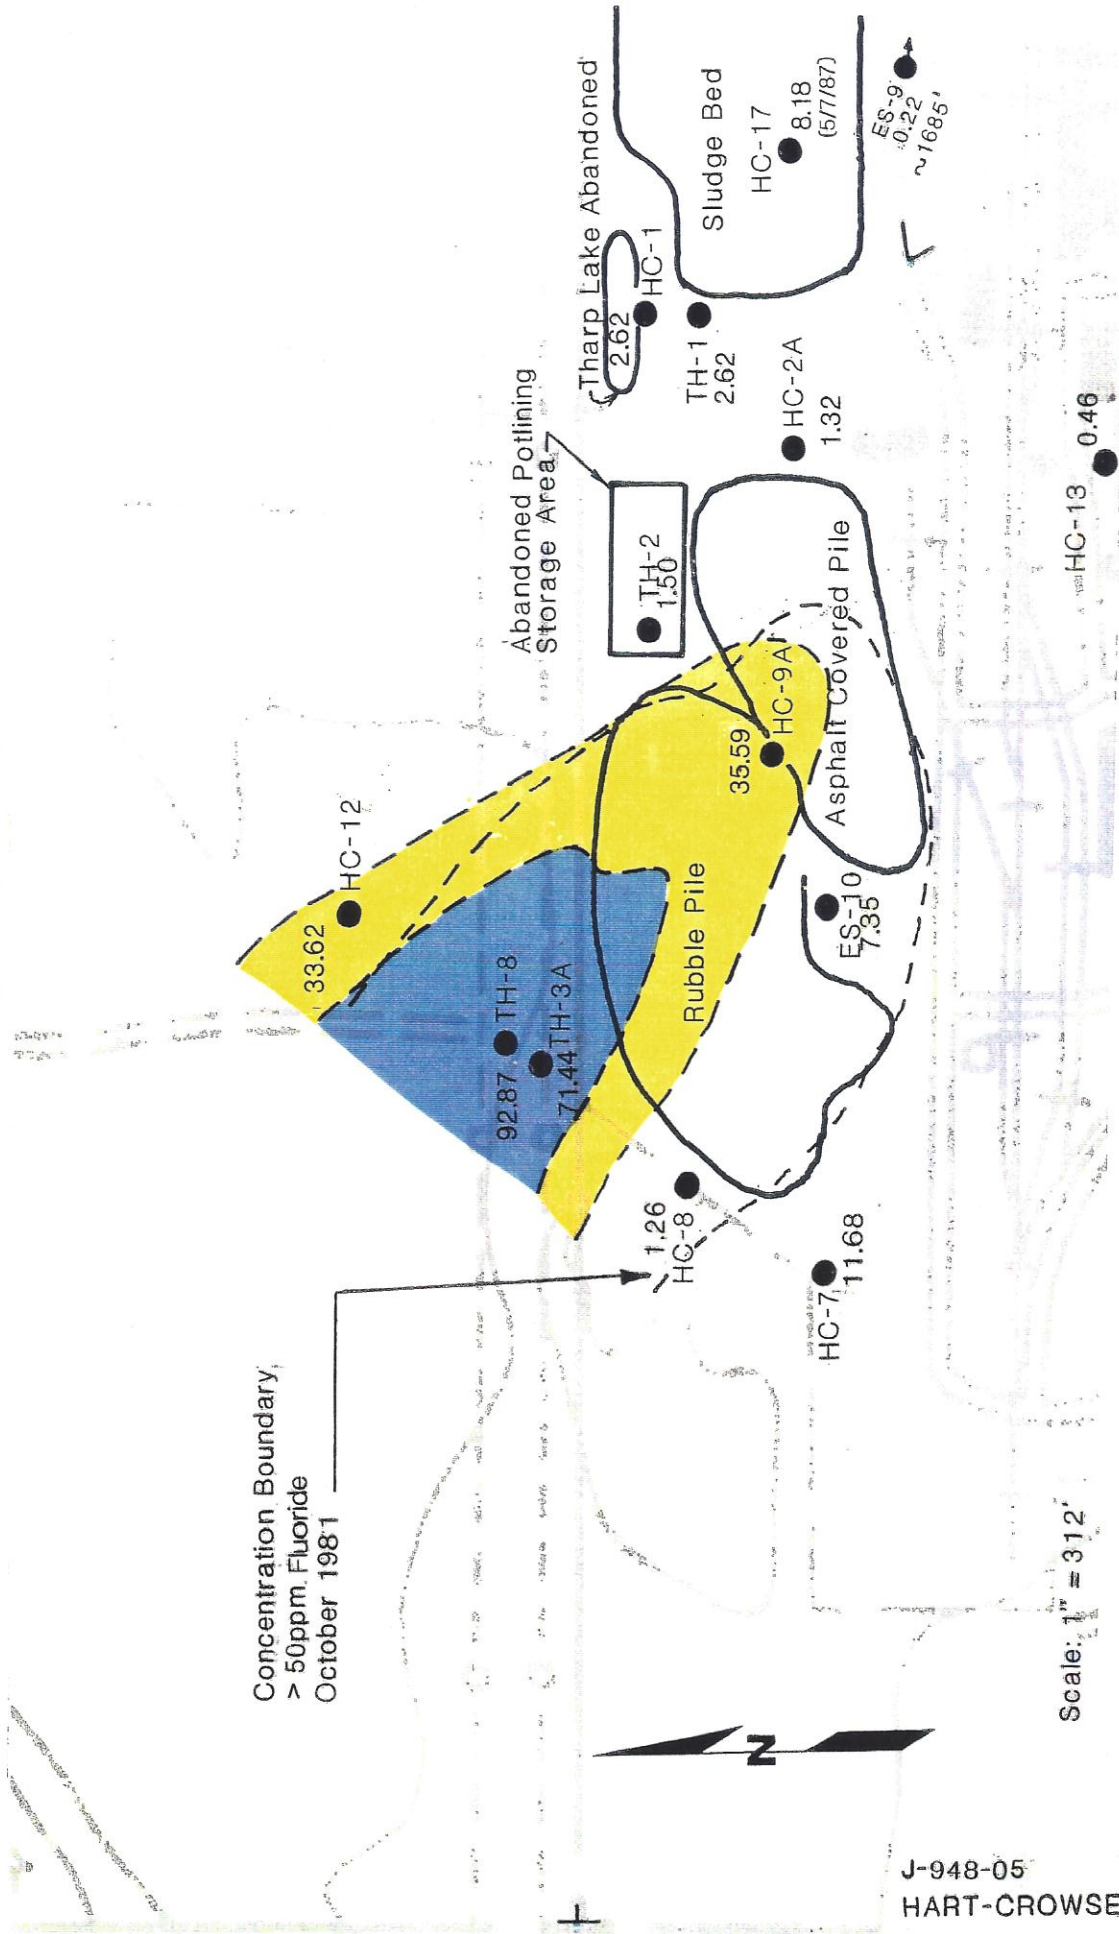 Concentration Boundary,
> 50ppm Fluoride
October 1981
33.62
HC-12
92.87
TH-8
71.44
TH-3A
Abandoned Potlining
Storage Area
TH-2
1.50
Tharp Lake Abandoned
2.62
HC-1
TH-1
2.62
Sludge Bed
HC-17
8.18
(5/7/87)
ES-9
0.22
~1685'
HC-2A
1.32
Rubble Pile
35.59
HC-9A
Asphalt Covered Pile
ES-10
7.35
1.26
HC-8
HC-7
11.68
HC-13
0.46
N
Scale: 1" = 312'
J-948-05
HART-CROWSE